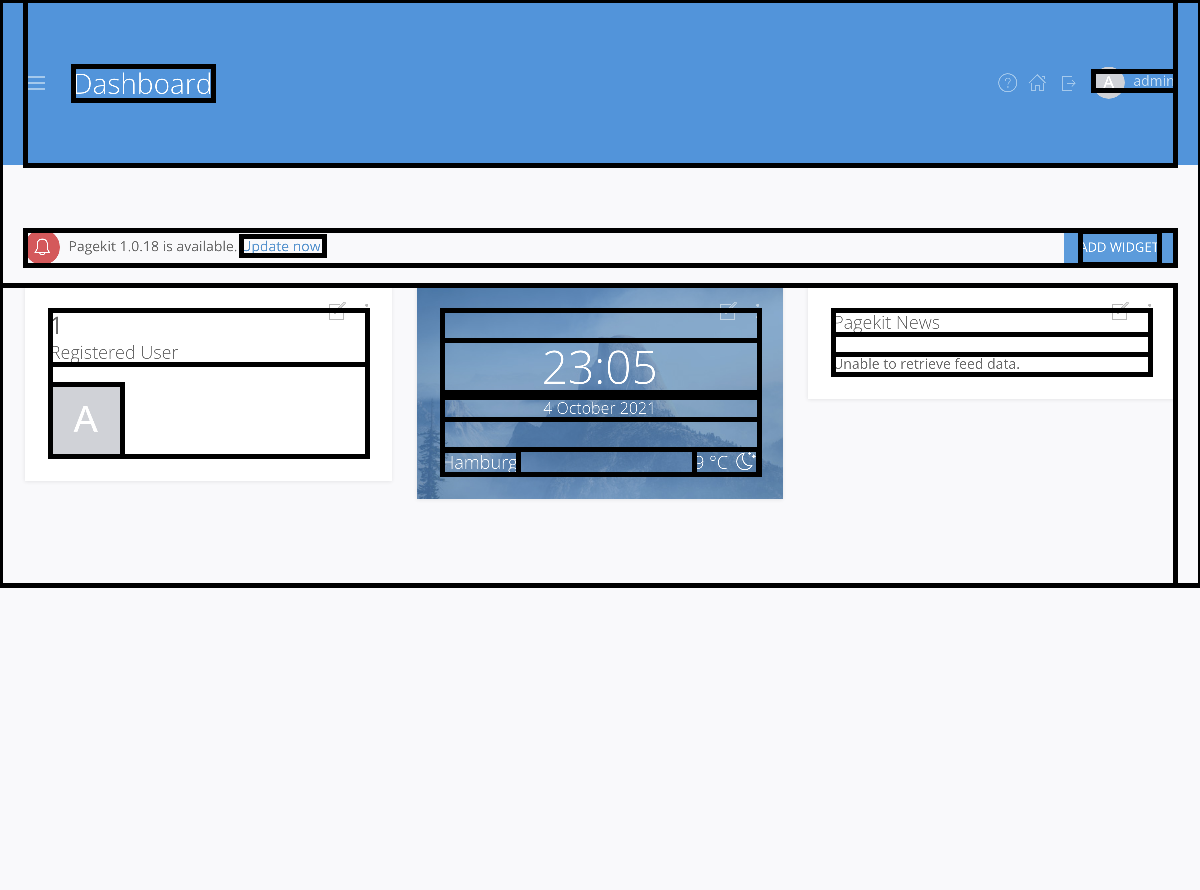 Dashboard
A admin
Pagekit 1.0.18 is available. Update now
ADD WIDGET
1
Registered User
A
23:05
4 October 2021
Hamburg 9 °C
Pagekit News
Unable to retrieve feed data.